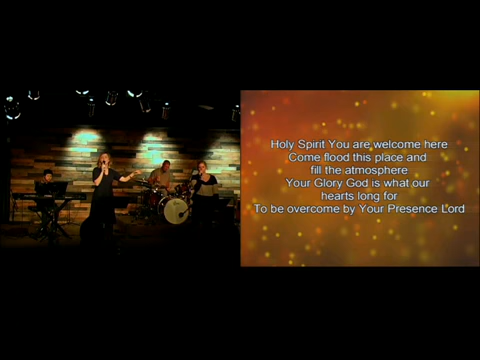 Holy Spirit You are welcome here
Come flood this place and
fill the atmosphere
Your Glory God is what our
hearts long for
To be overcome by Your Presence Lord